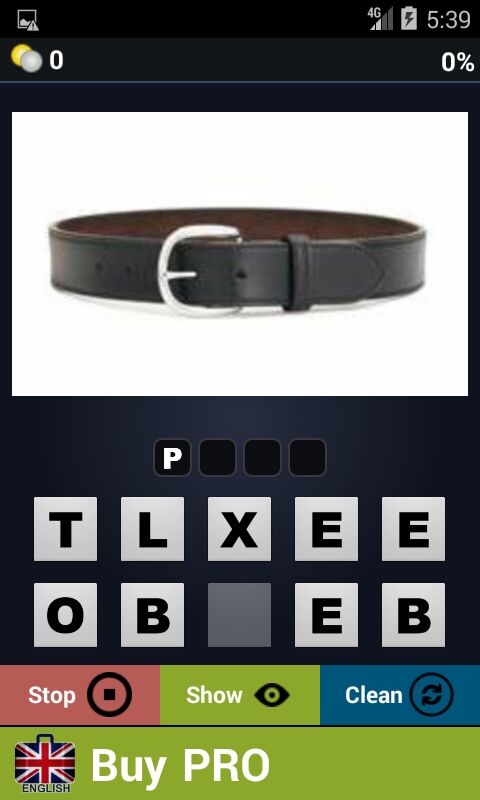 4G 5:39
0 0%
P
T L X E E
O B E B
Stop Show Clean
ENGLISH Buy PRO